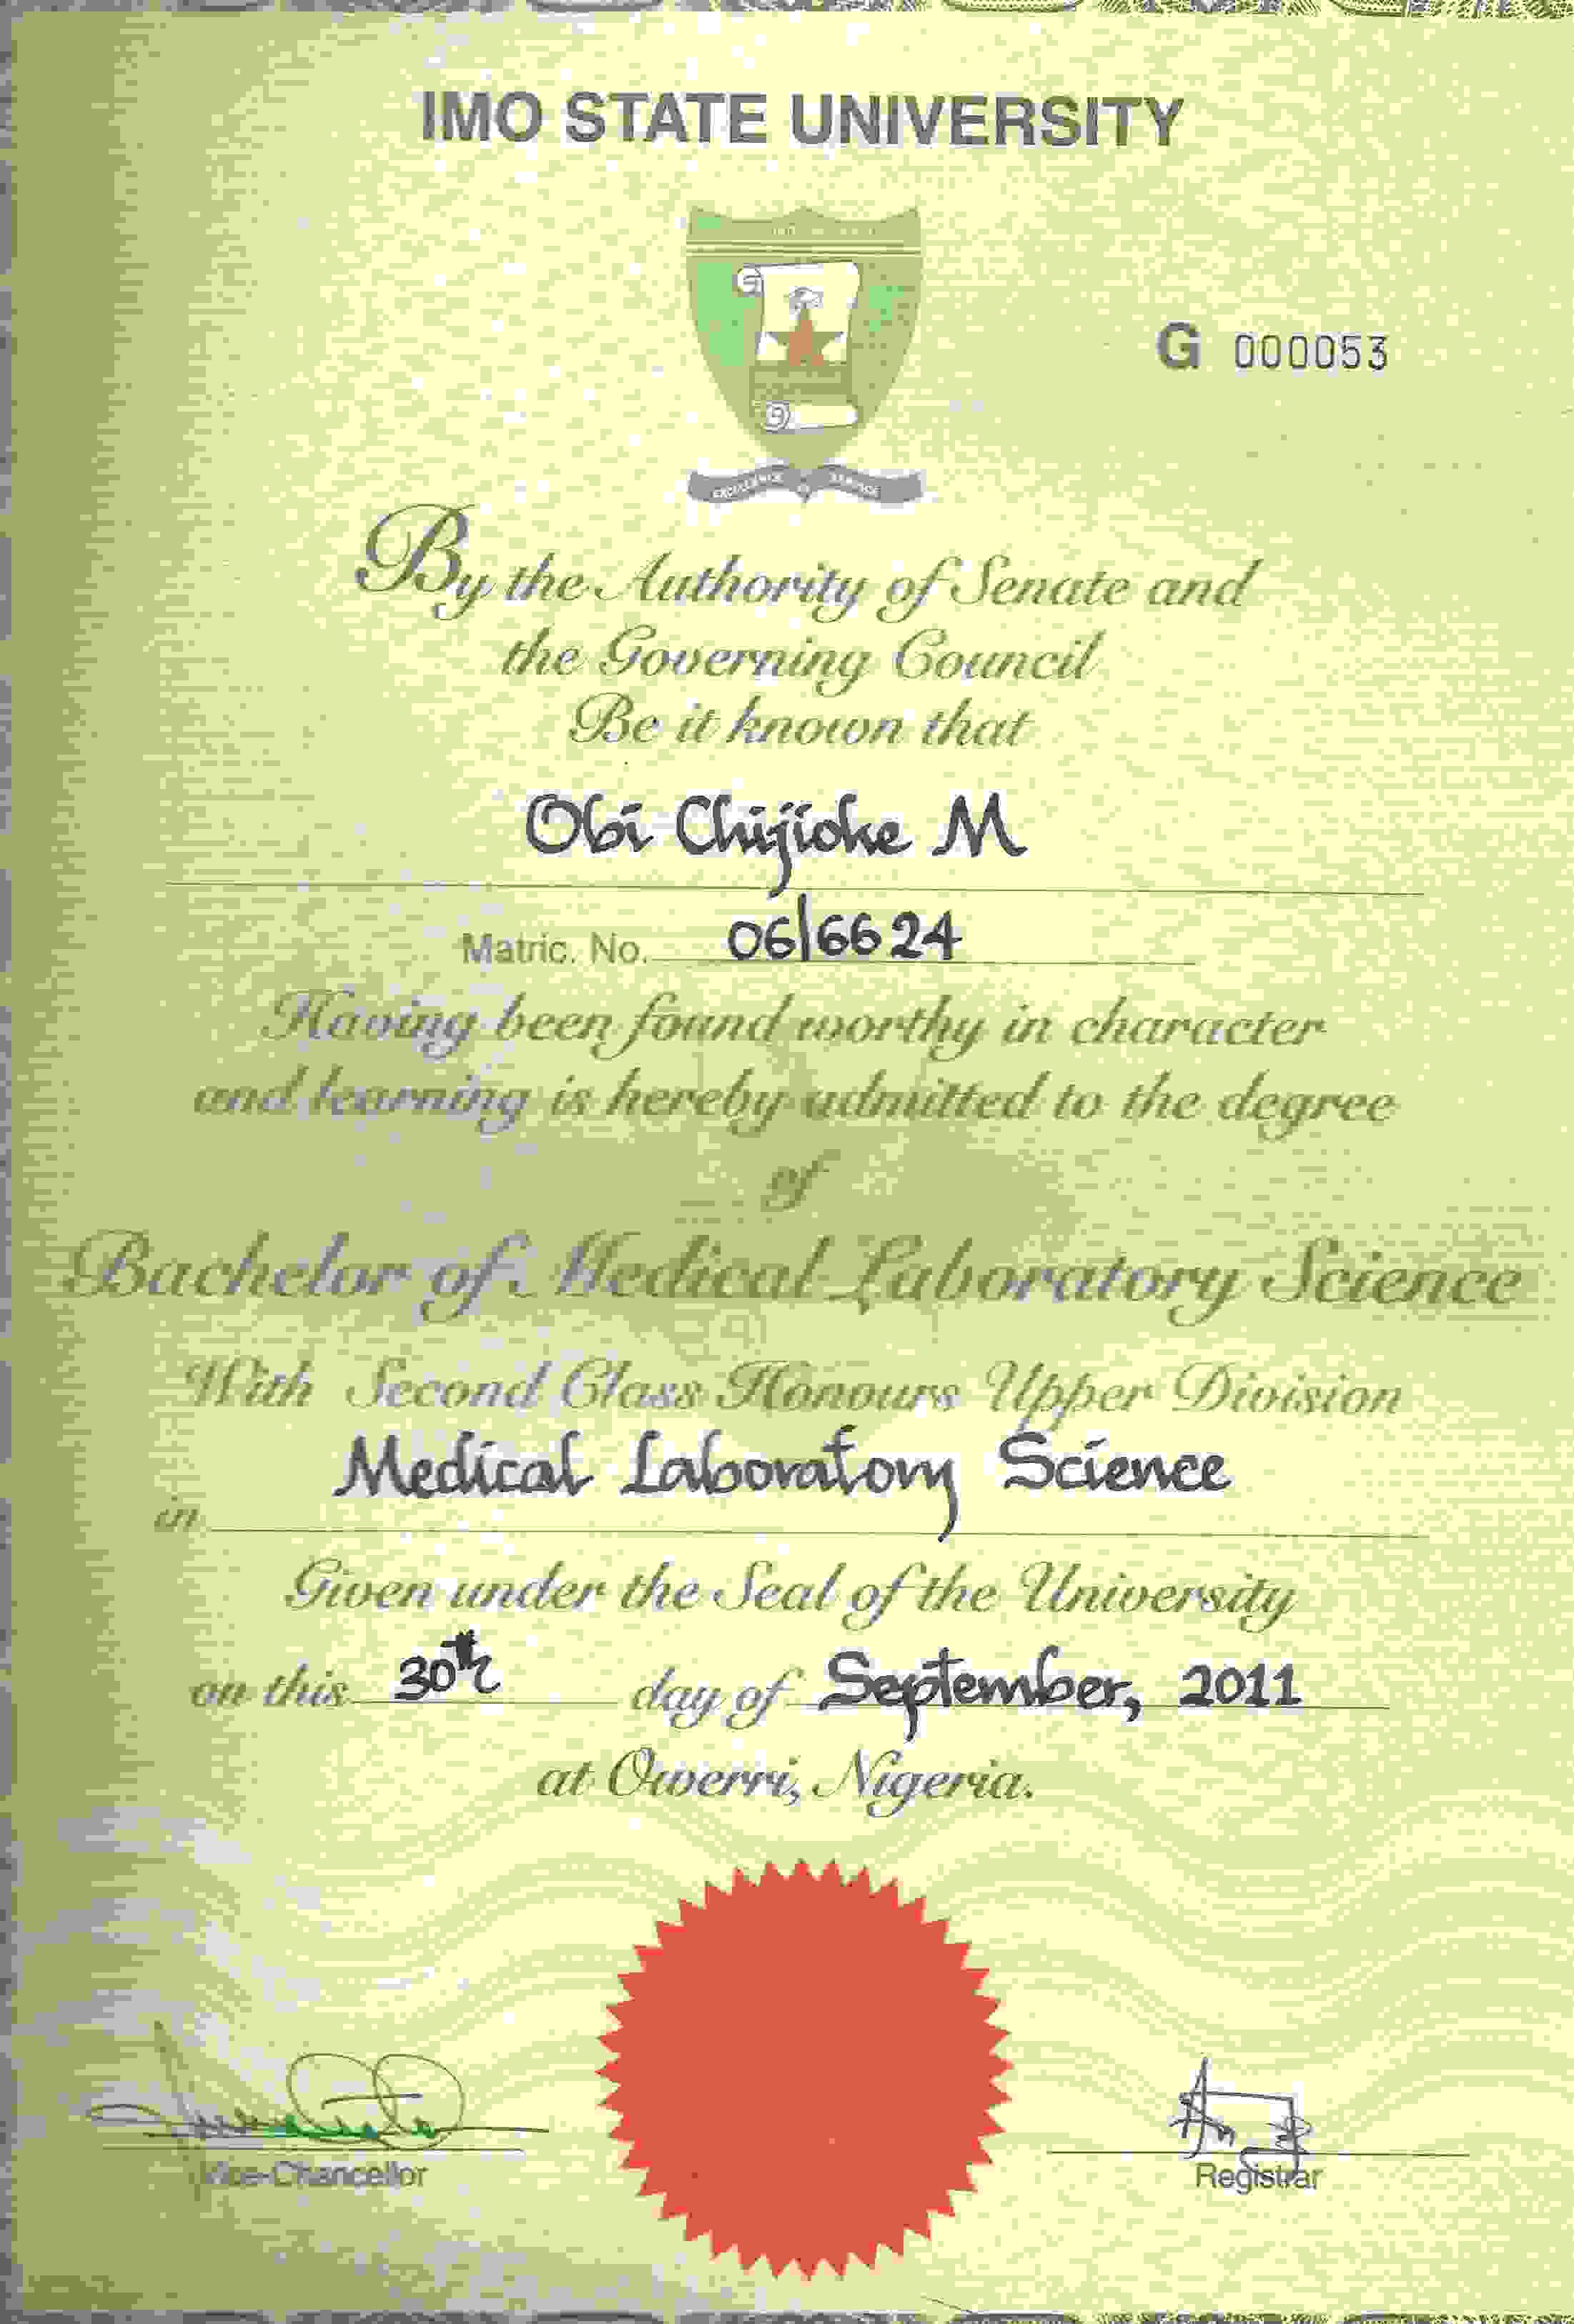 IMO STATE UNIVERSITY
G 000053
EXCELLENCE SERVICE
By the Authority of Senate and
the Governing Council
Be it known that
Obi Chijioke M
Matric. No. 06/6624
Having been found worthy in character
and learning is hereby admitted to the degree
of
Bachelor of Medical Laboratory Science
With Second Class Honours Upper Division
in Medical Laboratory Science
Given under the Seal of the University
on this 30th day of September, 2011
at Owerri, Nigeria.
Vice-Chancellor
Registrar